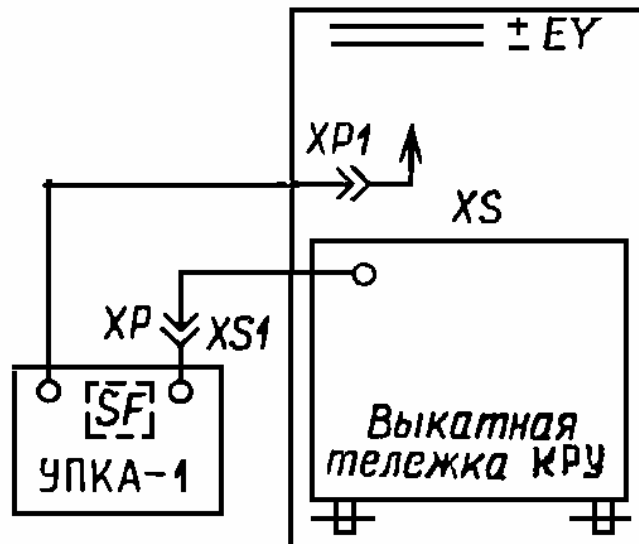 ± EY
XP1
XS
XP
XS1
SF
УПКА-1
Выкатная
тележка КРУ